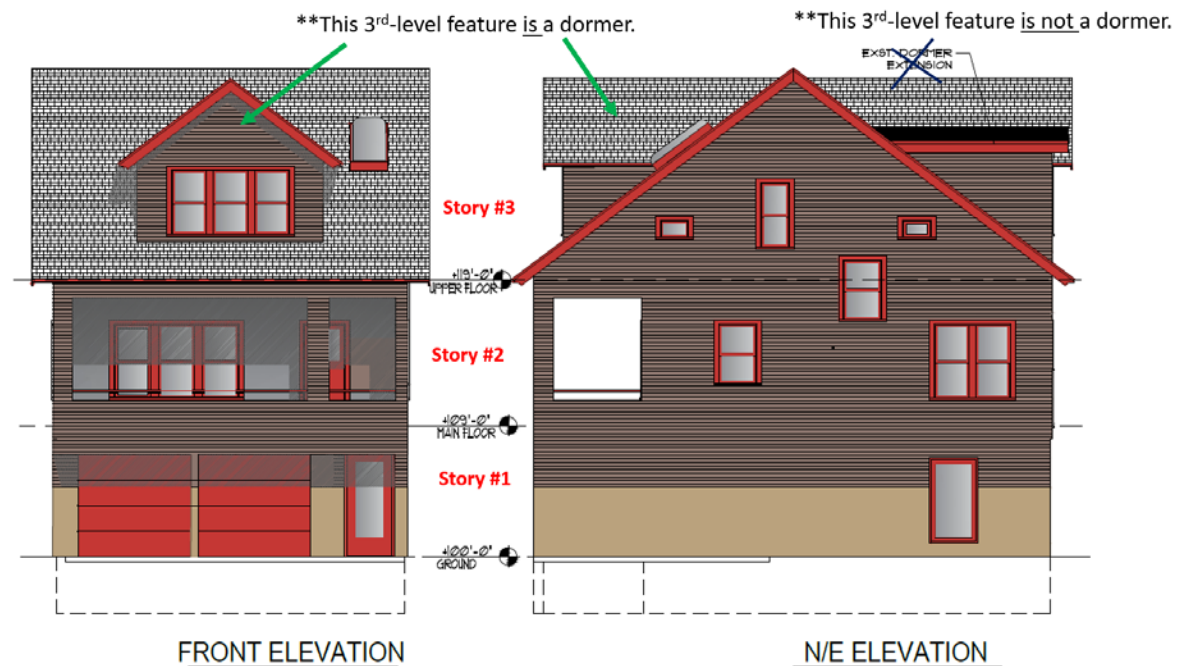 **This 3rd-level feature is a dormer.
**This 3rd-level feature is not a dormer.
EXST. DORMER
EXTENSION
Story #3
+119'-0"
UPPER FLOOR
Story #2
+109'-0"
MAIN FLOOR
Story #1
+100'-0"
GROUND
FRONT ELEVATION
N/E ELEVATION